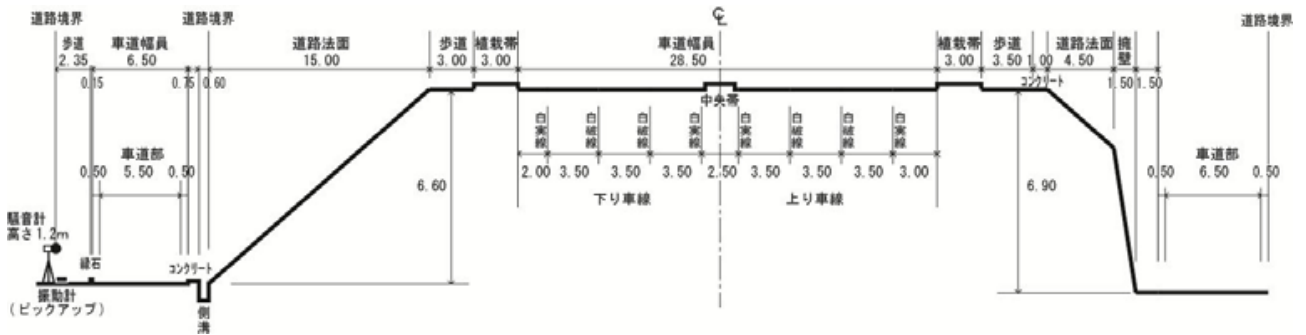 道路境界
道路境界
℄
道路境界
歩道
車道幅員
道路法面
歩道
植栽帯
車道幅員
植栽帯
歩道
道路法面
擁壁
2.35
6.50
15.00
3.00
3.00
28.50
3.00
3.50
1.00
4.50
0.15
0.75
0.60
コンクリート
1.50
1.50
中央帯
白実線
白破線
白破線
白実線
白実線
白破線
白破線
白実線
車道部
0.50
5.50
0.50
2.00
3.50
3.50
3.50
2.50
3.50
3.50
3.50
3.00
下り車線
上り車線
6.60
6.90
車道部
0.50
6.50
0.50
騒音計
高さ1.2m
縁石
コンクリート
振動計
(ピックアップ)
側溝